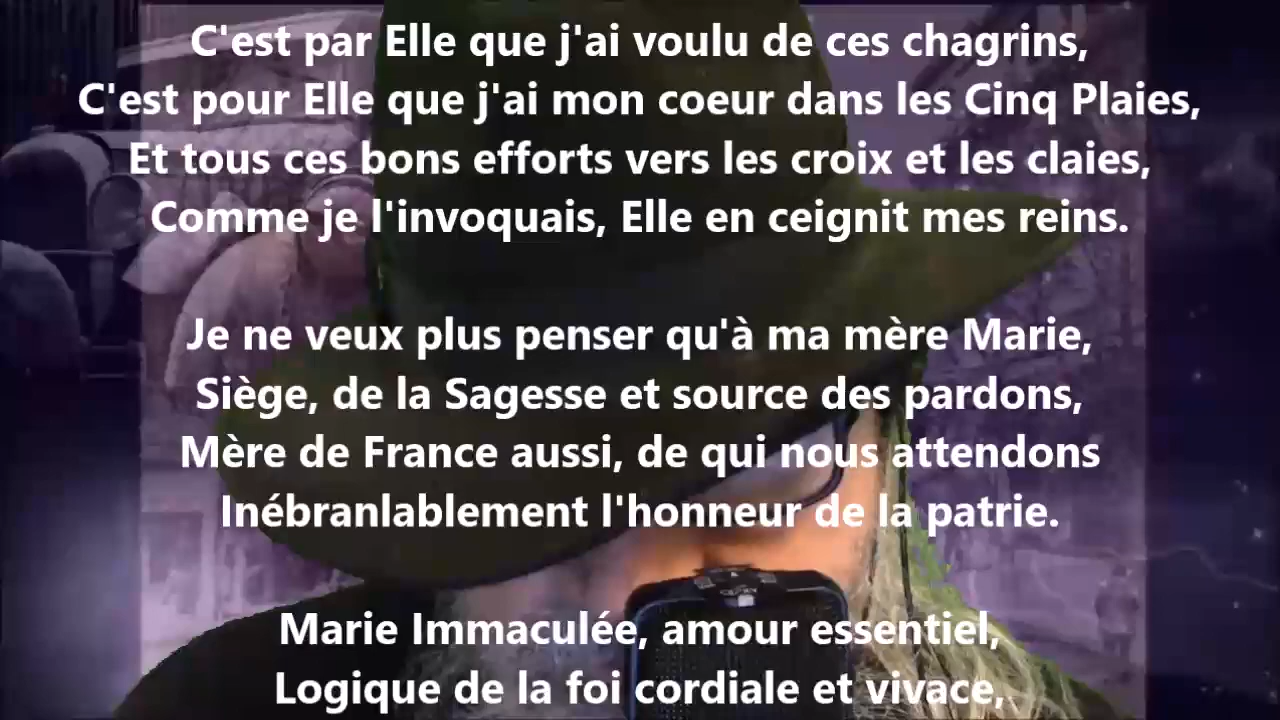 C'est par Elle que j'ai voulu de ces chagrins,
C'est pour Elle que j'ai mon coeur dans les Cinq Plaies,
Et tous ces bons efforts vers les croix et les claies,
Comme je l'invoquais, Elle en ceignit mes reins.
Je ne veux plus penser qu'à ma mère Marie,
Siège, de la Sagesse et source des pardons,
Mère de France aussi, de qui nous attendons
Inébranlablement l'honneur de la patrie.
Marie Immaculée, amour essentiel,
Logique de la foi cordiale et vivace,